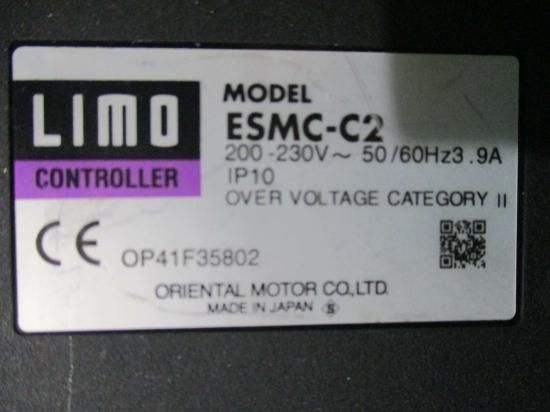 LIMO
CONTROLLER
MODEL
ESMC-C2
200-230V～ 50/60Hz3.9A
IP10
OVER VOLTAGE CATEGORY II
CE OP41F35802
ORIENTAL MOTOR CO.,LTD.
MADE IN JAPAN S